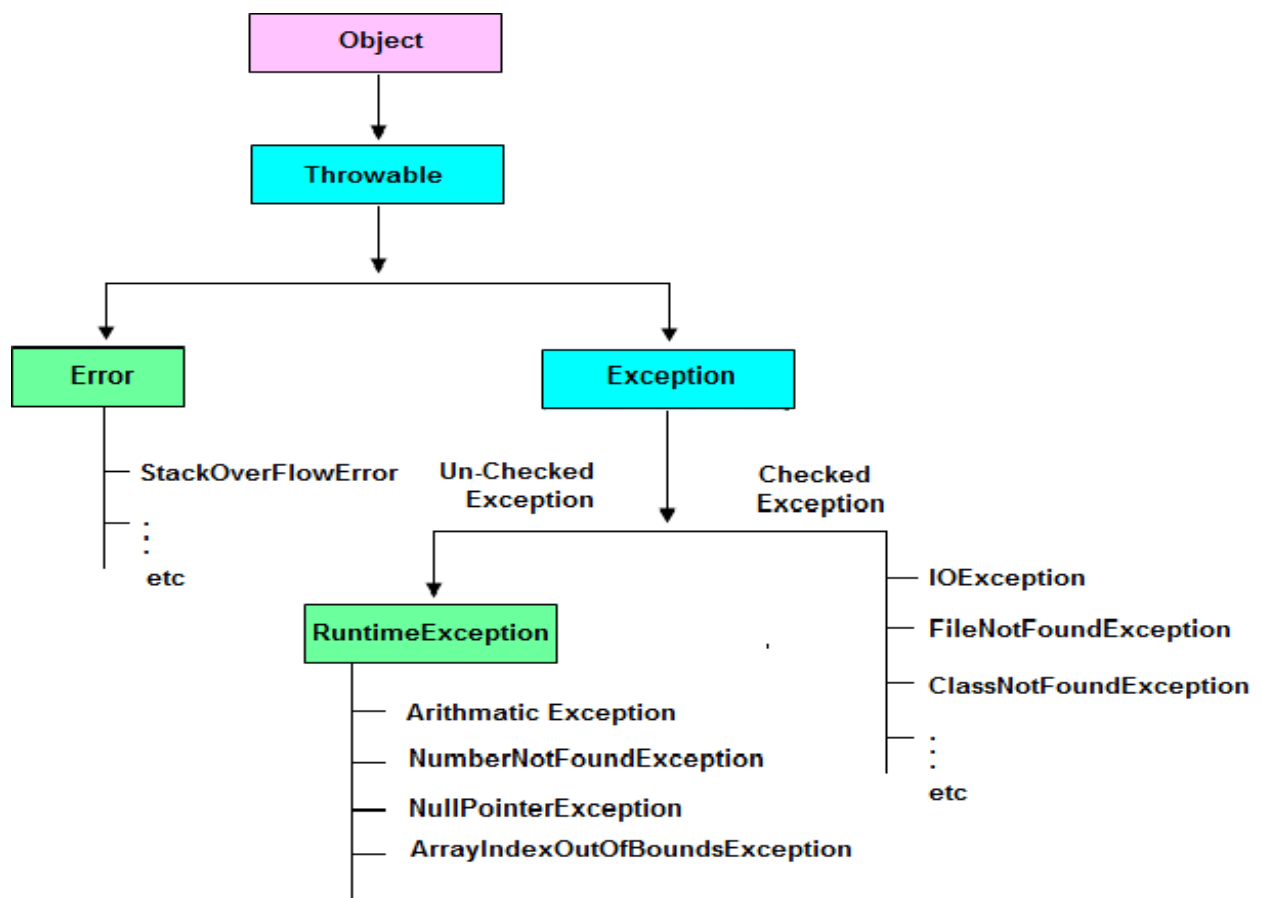 Object
Throwable
Error
Exception
StackOverFlowError
.
.
.
etc
Un-Checked
Exception
Checked
Exception
RuntimeException
Arithmatic Exception
NumberNotFoundException
NullPointerException
ArrayIndexOutOfBoundsException
IOException
FileNotFoundException
ClassNotFoundException
.
.
.
etc